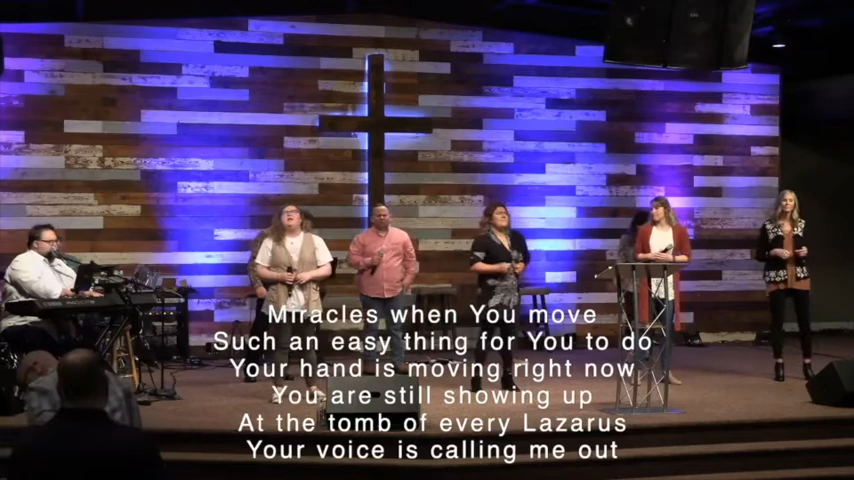 Miracles when You move
Such an easy thing for You to do
Your hand is moving right now
You are still showing up
At the tomb of every Lazarus
Your voice is calling me out